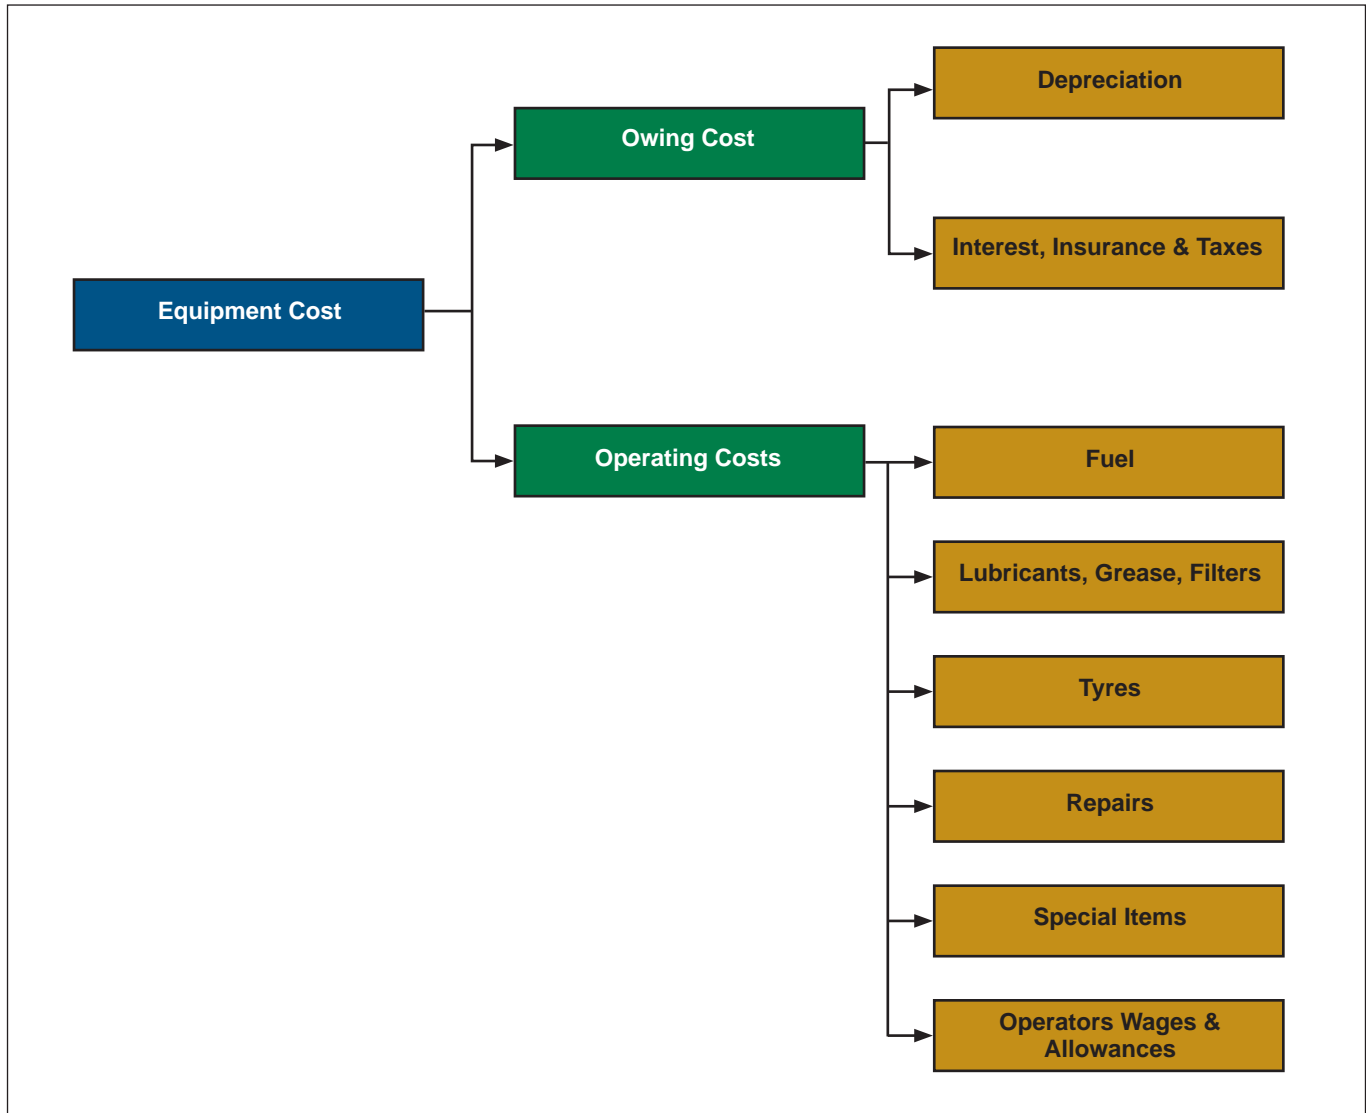 Depreciation
Owing Cost
Interest, Insurance & Taxes
Equipment Cost
Operating Costs
Fuel
Lubricants, Grease, Filters
Tyres
Repairs
Special Items
Operators Wages &
Allowances